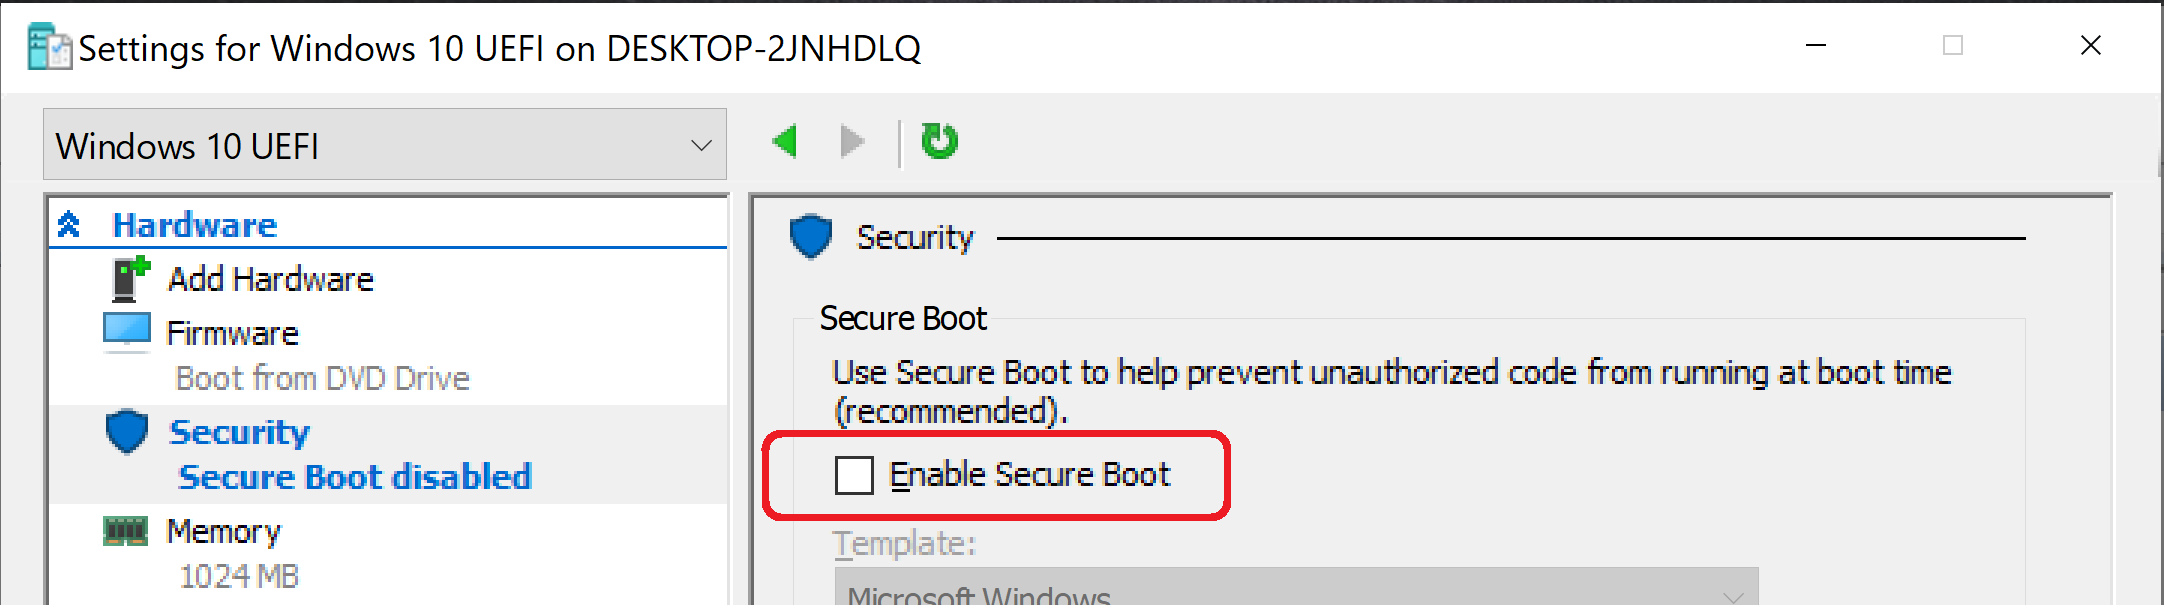 Settings for Windows 10 UEFI on DESKTOP-2JNHDLQ
Windows 10 UEFI
Hardware
Add Hardware
Firmware
Boot from DVD Drive
Security
Secure Boot disabled
Memory
1024 MB
Security
Secure Boot
Use Secure Boot to help prevent unauthorized code from running at boot time
(recommended).
Enable Secure Boot
Template:
Microsoft Windows